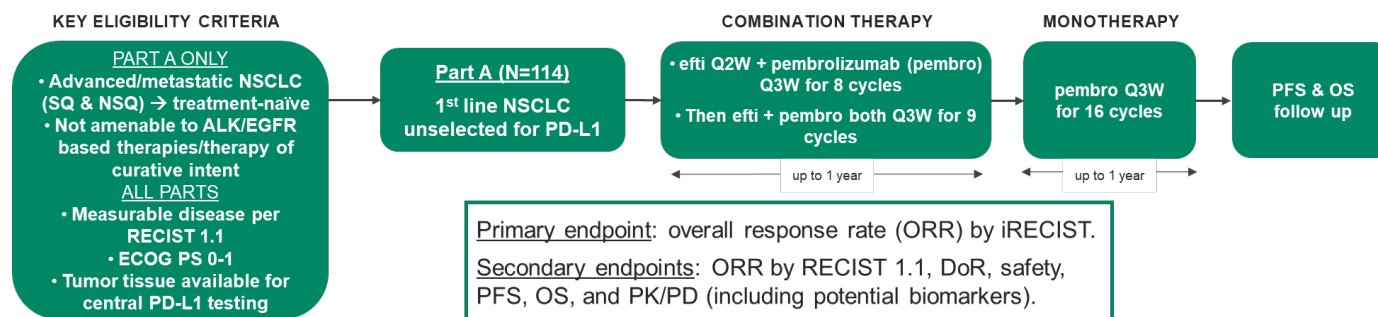 KEY ELIGIBILITY CRITERIA
PART A ONLY
• Advanced/metastatic NSCLC
(SQ & NSQ) → treatment-naïve
• Not amenable to ALK/EGFR
based therapies/therapy of
curative intent
ALL PARTS
• Measurable disease per
RECIST 1.1
• ECOG PS 0-1
• Tumor tissue available for
central PD-L1 testing
Part A (N=114)
1st line NSCLC
unselected for PD-L1
COMBINATION THERAPY
• efti Q2W + pembrolizumab (pembro)
Q3W for 8 cycles
• Then efti + pembro both Q3W for 9
cycles
up to 1 year
MONOTHERAPY
pembro Q3W
for 16 cycles
up to 1 year
PFS & OS
follow up
Primary endpoint: overall response rate (ORR) by iRECIST.
Secondary endpoints: ORR by RECIST 1.1, DoR, safety,
PFS, OS, and PK/PD (including potential biomarkers).